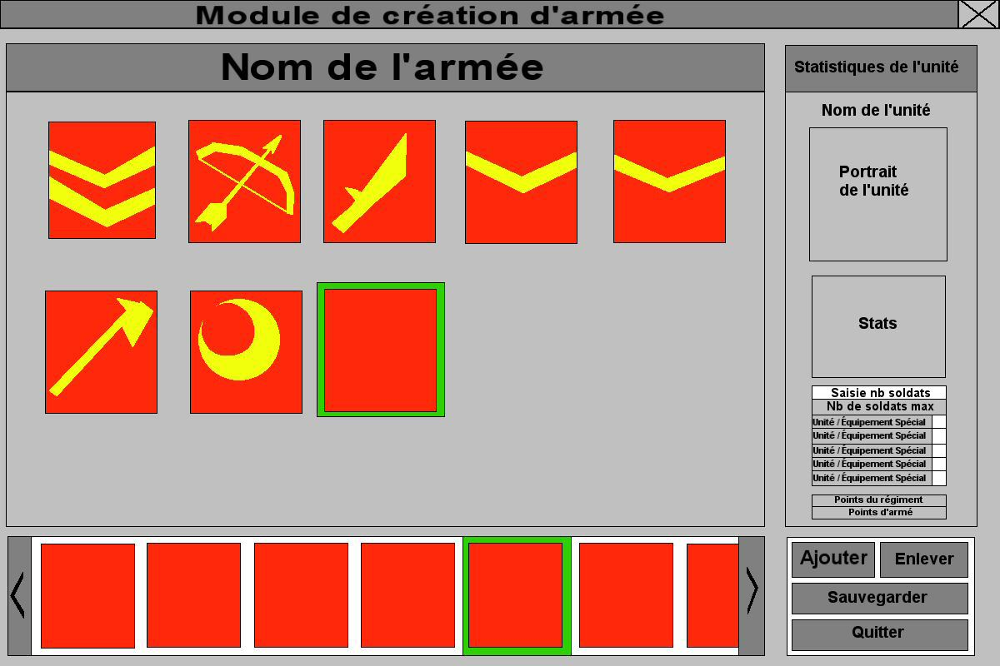 Module de création d'armée
Nom de l'armée
Statistiques de l'unité
Nom de l'unité
Portrait
de l'unité
Stats
Saisie nb soldats
Nb de soldats max
Unité / Équipement Spécial
Unité / Équipement Spécial
Unité / Équipement Spécial
Unité / Équipement Spécial
Unité / Équipement Spécial
Points du régiment
Points d'armé
Ajouter
Enlever
Sauvegarder
Quitter